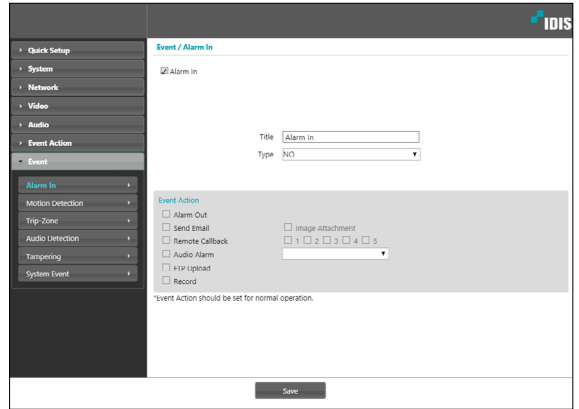 IDIS
Quick Setup
System
Network
Video
Audio
Event Action
Event
Alarm In
Motion Detection
Trip-Zone
Audio Detection
Tampering
System Event
Event / Alarm In
Alarm In
Title Alarm In
Type NO
Event Action
Alarm Out
Send Email Image Attachment
Remote Callback 1 2 3 4 5
Audio Alarm
FTP Upload
Record
*Event Action should be set for normal operation.
Save